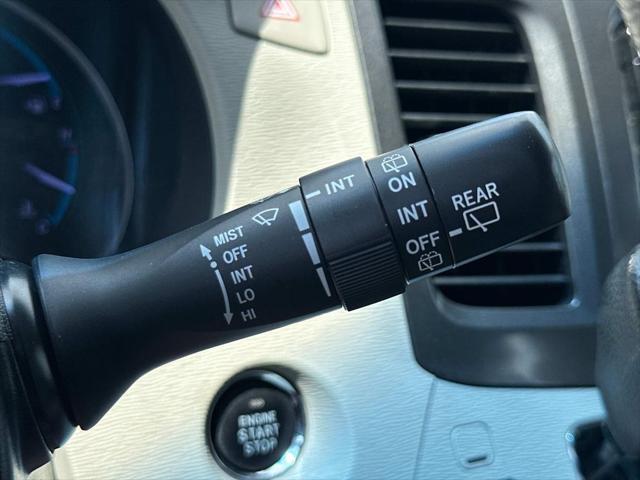 MIST
OFF
INT
LO
HI
INT
ON
INT
OFF
REAR
ENGINE
START
STOP